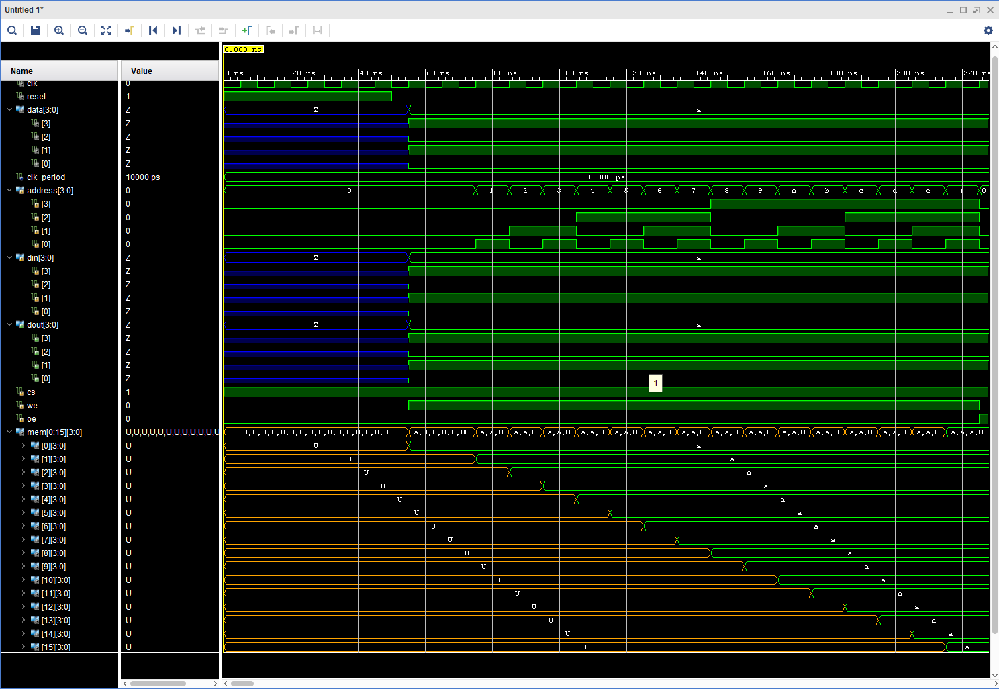 Untitled 1*
0.000 ns
0 ns 20 ns 40 ns 60 ns 80 ns 100 ns 120 ns 140 ns 160 ns 180 ns 200 ns 220 ns
Name Value
clk 0
reset 1
data[3:0] Z Z a
[3] Z
[2] Z
[1] Z
[0] Z
clk_period 10000 ps 10000 ps
address[3:0] 0 0 1 2 3 4 5 6 7 8 9 a b c d e f 0
[3] 0
[2] 0
[1] 0
[0] 0
din[3:0] Z Z a
[3] Z
[2] Z
[1] Z
[0] Z
dout[3:0] Z Z a
[3] Z
[2] Z
[1] Z
[0] Z
1
cs 1
we 0
oe 0
mem[0:15][3:0] U,U,U,U,U,U,U,U,U,U,U,U U,U,U,U,U,U,U,U,U,U,U,U,U,U,U,U a,U,U,U,U a,a, a,a, a,a, a,a, a,a, a,a, a,a, a,a, a,a, a,a, a,a, a,a, a,a, a,a, a,a,a,
[0][3:0] U U a
[1][3:0] U U a
[2][3:0] U U a
[3][3:0] U U a
[4][3:0] U U a
[5][3:0] U U a
[6][3:0] U U a
[7][3:0] U U a
[8][3:0] U U a
[9][3:0] U U a
[10][3:0] U U a
[11][3:0] U U a
[12][3:0] U U a
[13][3:0] U U a
[14][3:0] U U a
[15][3:0] U U a